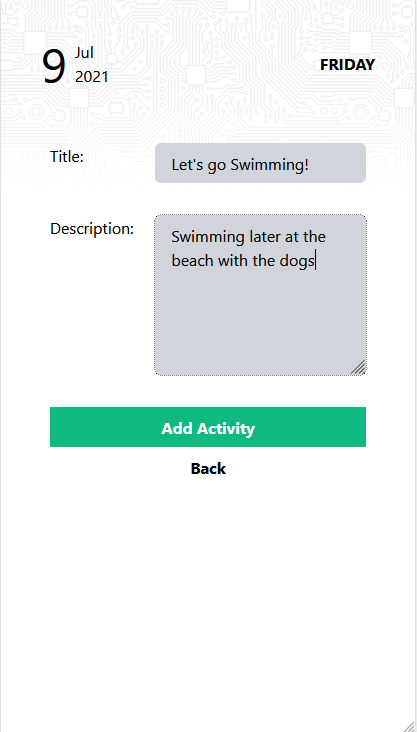 9
Jul
2021
FRIDAY
Title:
Let's go Swimming!
Description:
Swimming later at the
beach with the dogs
Add Activity
Back